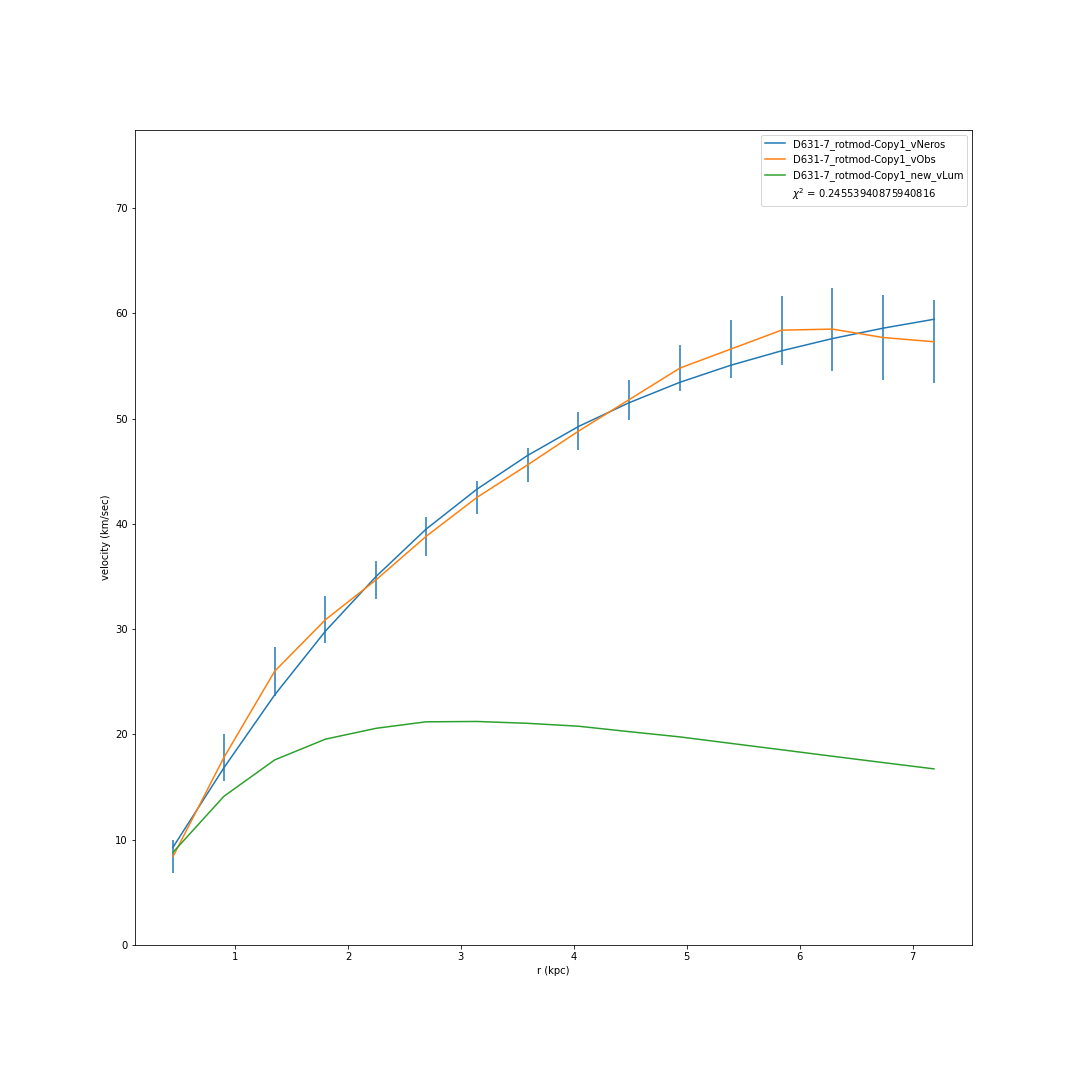 D631-7_rotmod-Copy1_vNeros
D631-7_rotmod-Copy1_vObs
D631-7_rotmod-Copy1_new_vLum
χ² = 0.24553940875940816
70
60
50
40
30
20
10
0
velocity (km/sec)
1 2 3 4 5 6 7
r (kpc)